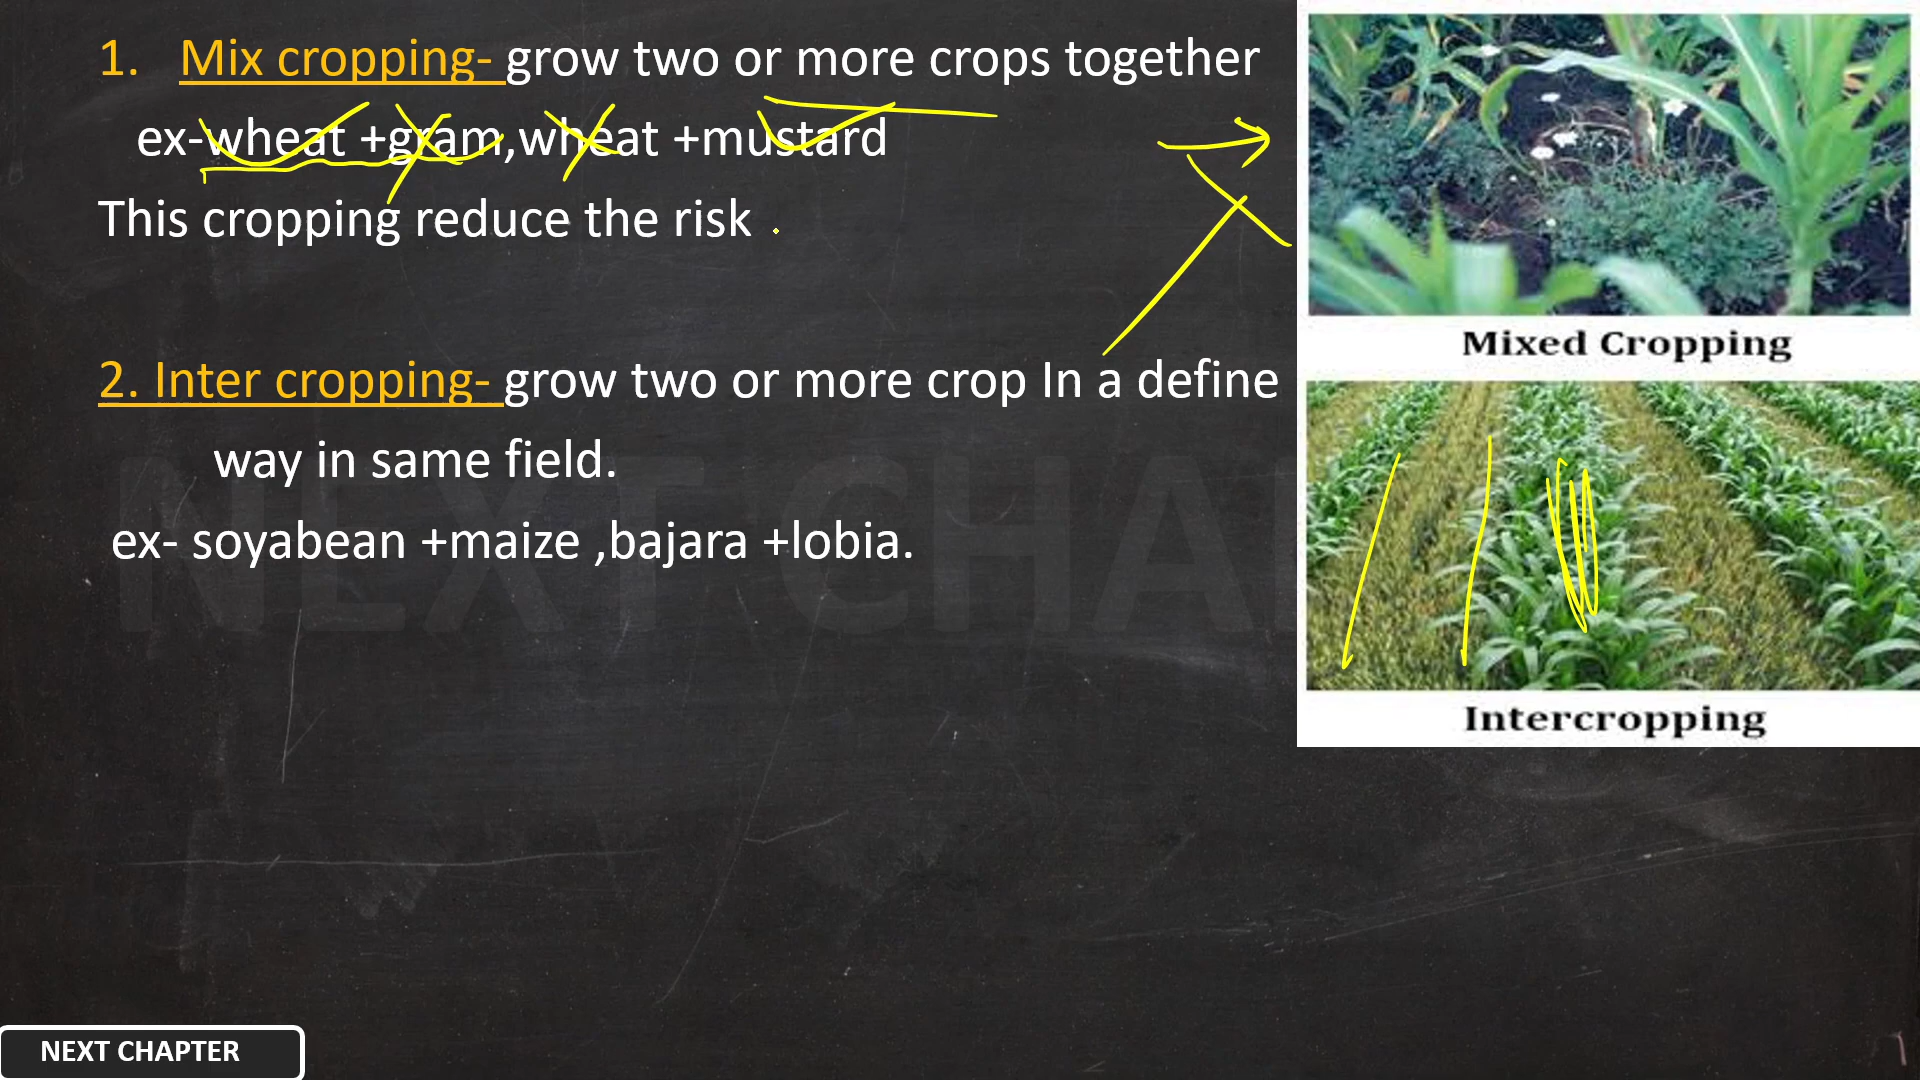 1. Mix cropping- grow two or more crops together
ex-wheat +gram,wheat +mustard
This cropping reduce the risk .
2. Inter cropping- grow two or more crop In a define
way in same field.
ex- soyabean +maize ,bajara +lobia.
Mixed Cropping
Intercropping
NEXT CHAPTER